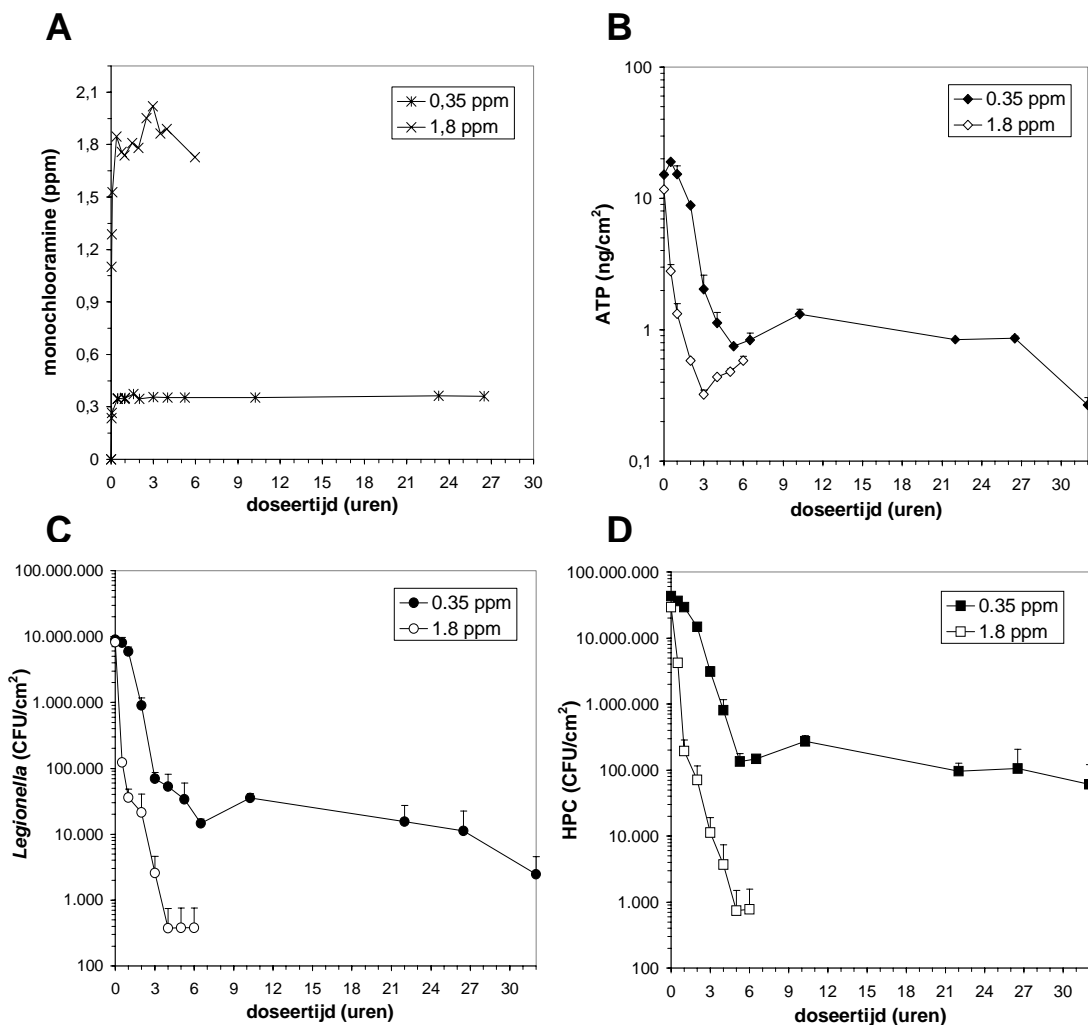 A
2,1
1,8
1,5
1,2
0,9
0,6
0,3
0
monochlooramine (ppm)
0,35 ppm
1,8 ppm
0 3 6 9 12 15 18 21 24 27 30
doseertijd (uren)
B
100
10
1
0,1
ATP (ng/cm²)
0.35 ppm
1.8 ppm
0 3 6 9 12 15 18 21 24 27 30
doseertijd (uren)
C
100.000.000
10.000.000
1.000.000
100.000
10.000
1.000
100
Legionella (CFU/cm²)
0.35 ppm
1.8 ppm
0 3 6 9 12 15 18 21 24 27 30
doseertijd (uren)
D
100.000.000
10.000.000
1.000.000
100.000
10.000
1.000
100
HPC (CFU/cm²)
0.35 ppm
1.8 ppm
0 3 6 9 12 15 18 21 24 27 30
doseertijd (uren)